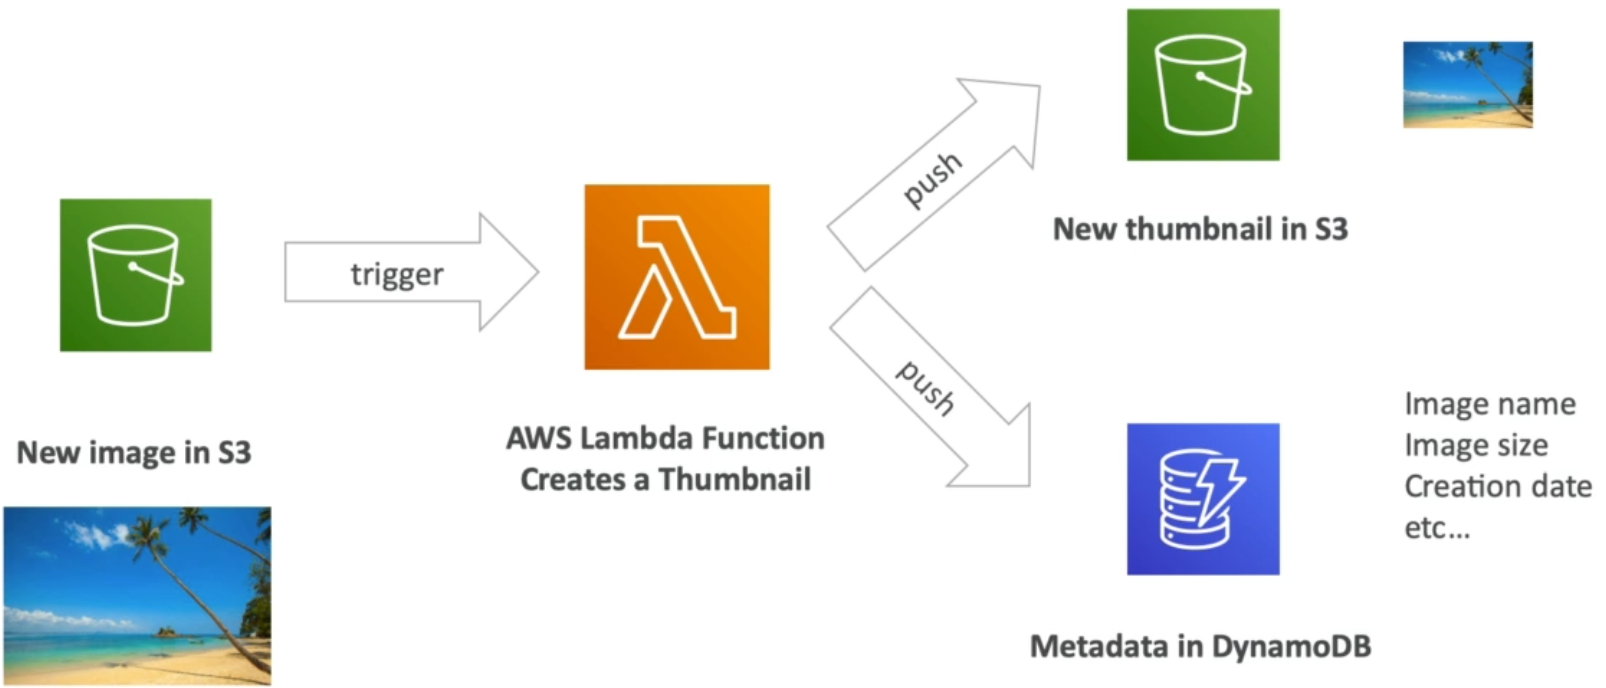 New image in S3
trigger
AWS Lambda Function
Creates a Thumbnail
push
New thumbnail in S3
push
Image name
Image size
Creation date
etc...
Metadata in DynamoDB